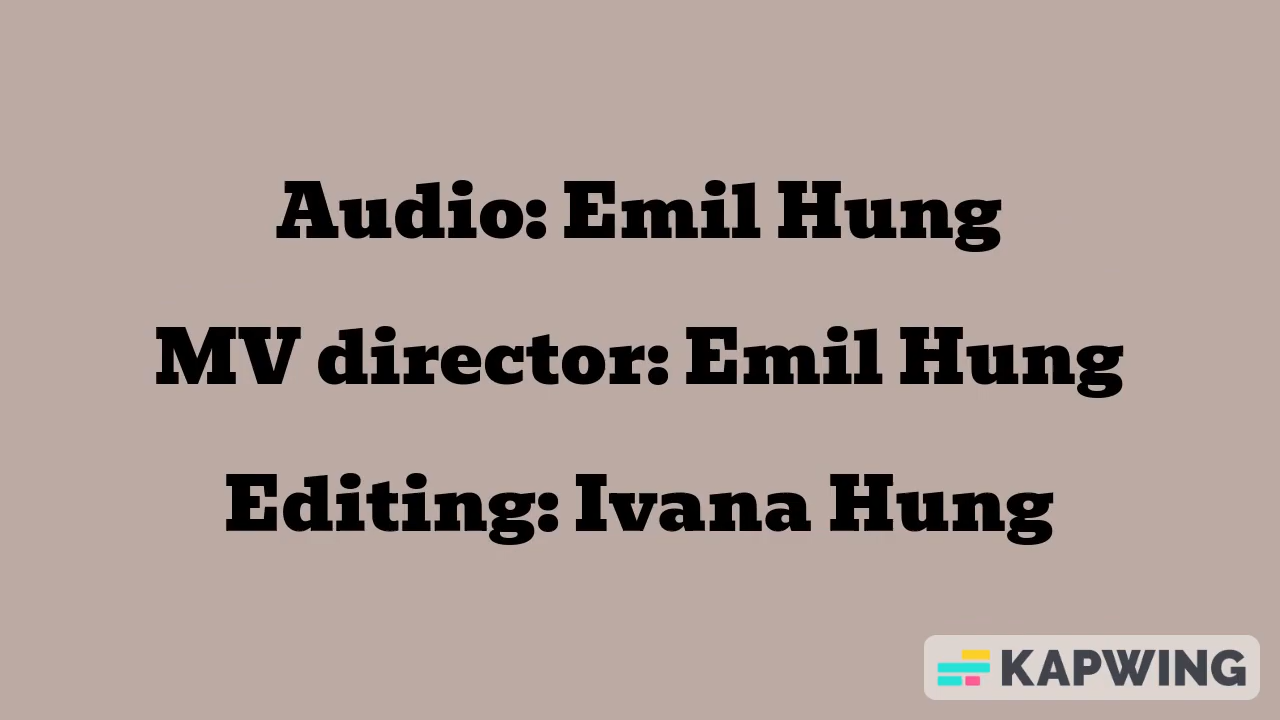 Audio: Emil Hung
MV director: Emil Hung
Editing: Ivana Hung
KAPWING